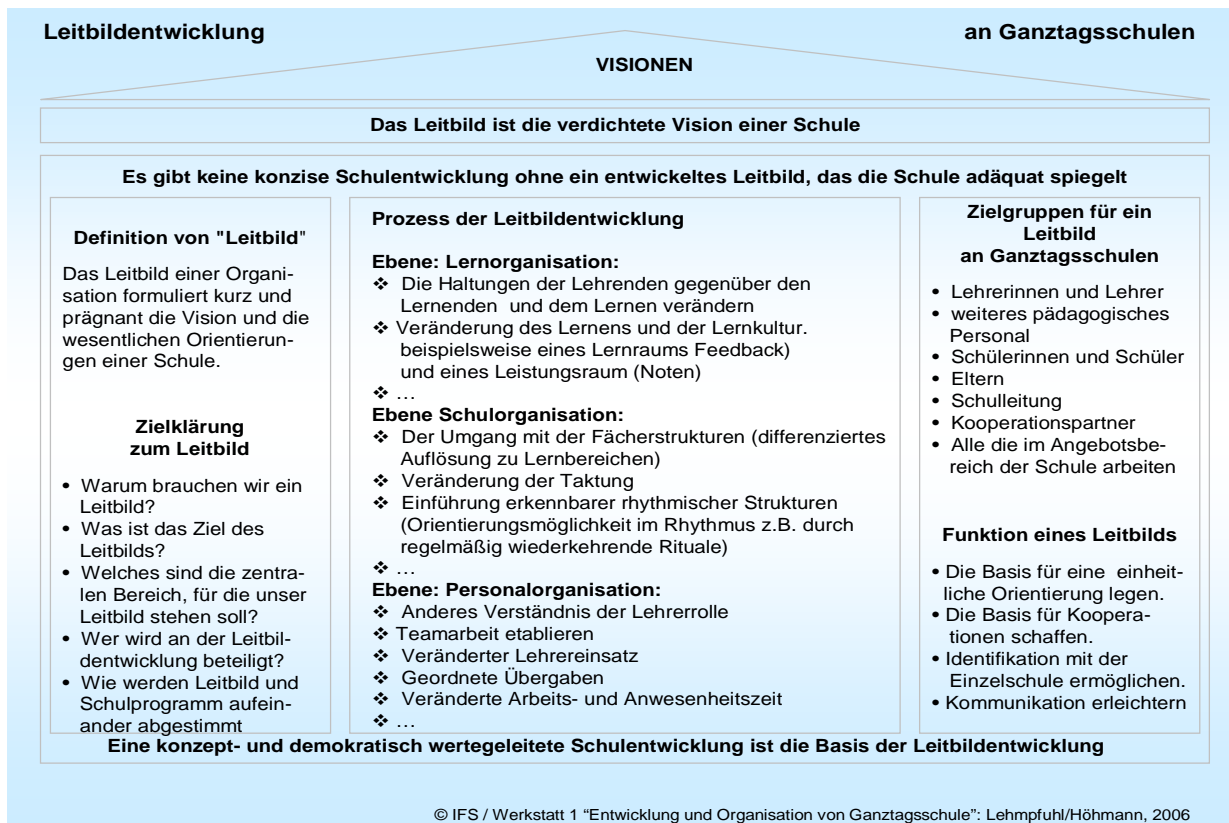 Leitbildentwicklung an Ganztagsschulen
VISIONEN
Das Leitbild ist die verdichtete Vision einer Schule
Es gibt keine konzise Schulentwicklung ohne ein entwickeltes Leitbild, das die Schule adäquat spiegelt
Definition von "Leitbild"
Das Leitbild einer Organi-
sation formuliert kurz und
prägnant die Vision und die
wesentlichen Orientierun-
gen einer Schule.
Zielklärung
zum Leitbild
• Warum brauchen wir ein
Leitbild?
• Was ist das Ziel des
Leitbilds?
• Welches sind die zentra-
len Bereich, für die unser
Leitbild stehen soll?
• Wer wird an der Leitbil-
dentwicklung beteiligt?
• Wie werden Leitbild und
Schulprogramm aufein-
ander abgestimmt
Prozess der Leitbildentwicklung
Ebene: Lernorganisation:
❖ Die Haltungen der Lehrenden gegenüber den
Lernenden und dem Lernen verändern
❖ Veränderung des Lernens und der Lernkultur.
beispielsweise eines Lernraums Feedback)
und eines Leistungsraum (Noten)
❖ …
Ebene Schulorganisation:
❖ Der Umgang mit der Fächerstrukturen (differenziertes
Auflösung zu Lernbereichen)
❖ Veränderung der Taktung
❖ Einführung erkennbarer rhythmischer Strukturen
(Orientierungsmöglichkeit im Rhythmus z.B. durch
regelmäßig wiederkehrende Rituale)
❖ …
Ebene: Personalorganisation:
❖ Anderes Verständnis der Lehrerrolle
❖ Teamarbeit etablieren
❖ Veränderter Lehrereinsatz
❖ Geordnete Übergaben
❖ Veränderte Arbeits- und Anwesenheitszeit
❖ …
Zielgruppen für ein
Leitbild
an Ganztagsschulen
• Lehrerinnen und Lehrer
• weiteres pädagogisches
Personal
• Schülerinnen und Schüler
• Eltern
• Schulleitung
• Kooperationspartner
• Alle die im Angebotsbe-
reich der Schule arbeiten
Funktion eines Leitbilds
• Die Basis für eine einheit-
liche Orientierung legen.
• Die Basis für Koopera-
tionen schaffen.
• Identifikation mit der
Einzelschule ermöglichen.
• Kommunikation erleichtern
Eine konzept- und demokratisch wertegeleitete Schulentwicklung ist die Basis der Leitbildentwicklung
© IFS / Werkstatt 1 “Entwicklung und Organisation von Ganztagsschule”: Lehmpfuhl/Höhmann, 2006